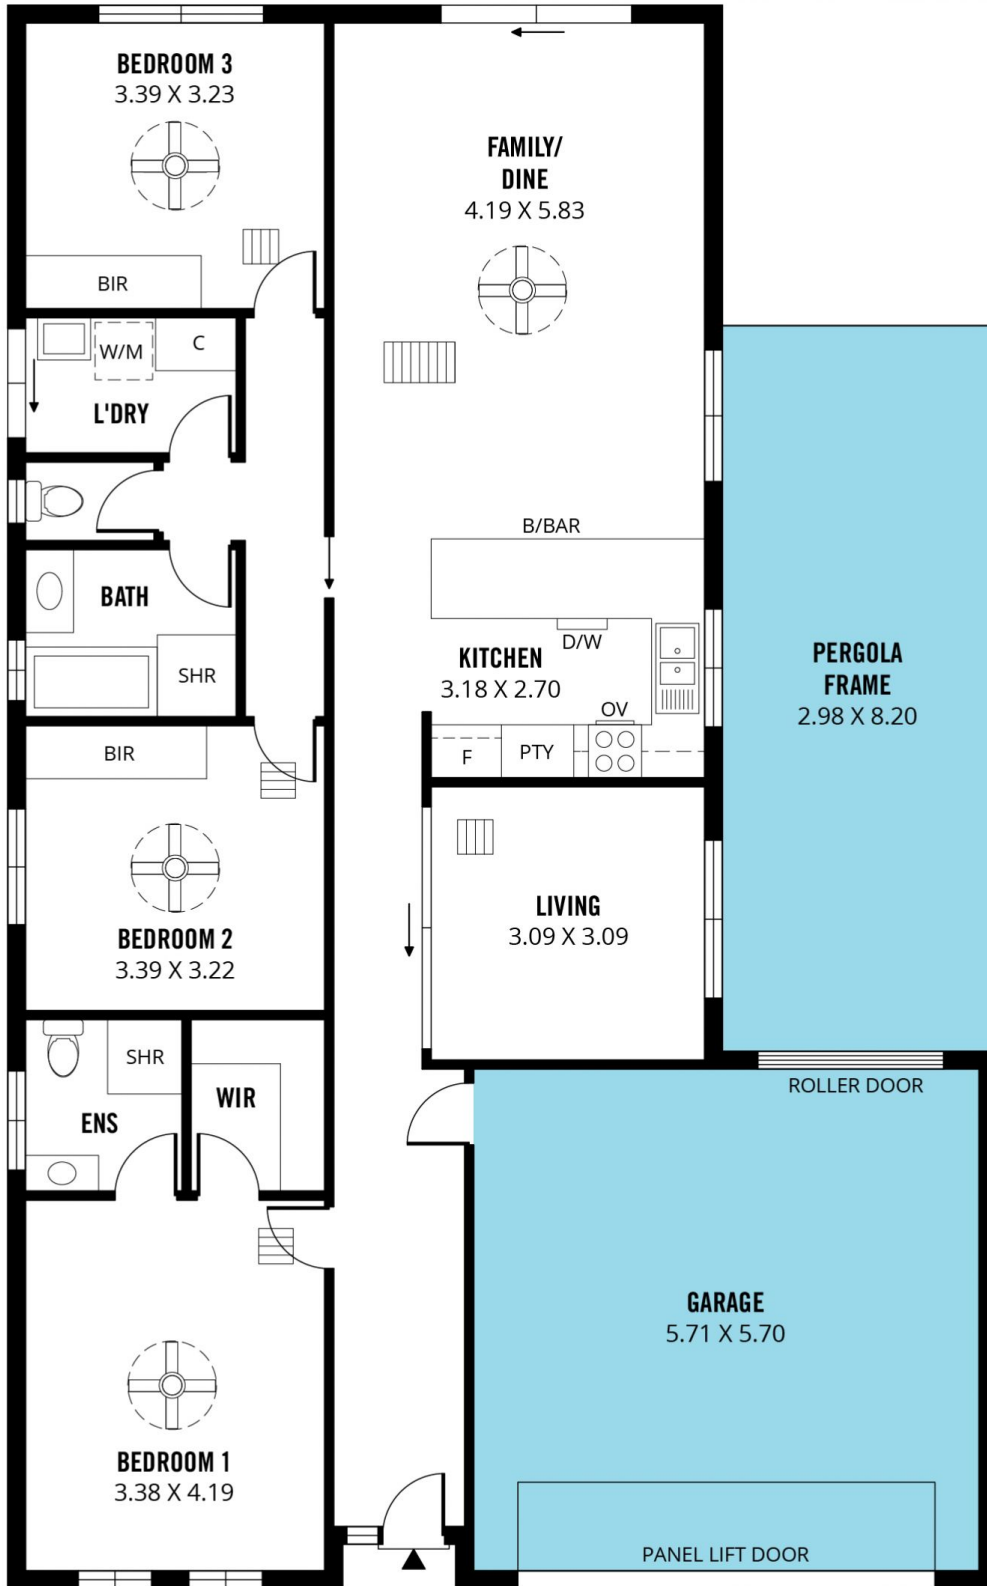 BEDROOM 3
3.39 X 3.23
BIR
FAMILY/
DINE
4.19 X 5.83
W/M
C
L'DRY
BATH
SHR
B/BAR
D/W
KITCHEN
3.18 X 2.70
OV
F
PTY
PERGOLA
FRAME
2.98 X 8.20
BIR
BEDROOM 2
3.39 X 3.22
LIVING
3.09 X 3.09
SHR
ENS
WIR
ROLLER DOOR
GARAGE
5.71 X 5.70
BEDROOM 1
3.38 X 4.19
PANEL LIFT DOOR